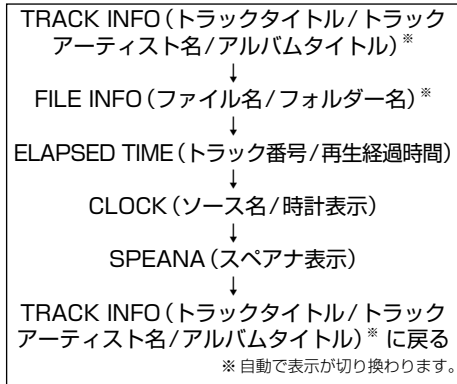 TRACK INFO（トラックタイトル/トラック
アーティスト名/アルバムタイトル）※
↓
FILE INFO（ファイル名/フォルダー名）※
↓
ELAPSED TIME（トラック番号/再生経過時間）
↓
CLOCK（ソース名/時計表示）
↓
SPEANA（スペアナ表示）
↓
TRACK INFO（トラックタイトル/トラック
アーティスト名/アルバムタイトル）※ に戻る
※ 自動で表示が切り換わります。